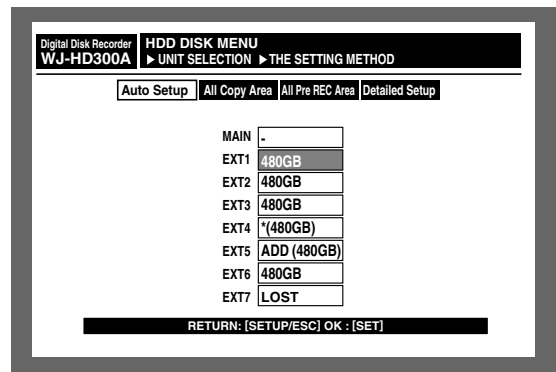 Digital Disk Recorder
WJ-HD300A
HDD DISK MENU
▶UNIT SELECTION ▶THE SETTING METHOD
Auto Setup All Copy Area All Pre REC Area Detailed Setup
MAIN -
EXT1 480GB
EXT2 480GB
EXT3 480GB
EXT4 *(480GB)
EXT5 ADD (480GB)
EXT6 480GB
EXT7 LOST
RETURN: [SETUP/ESC] OK : [SET]